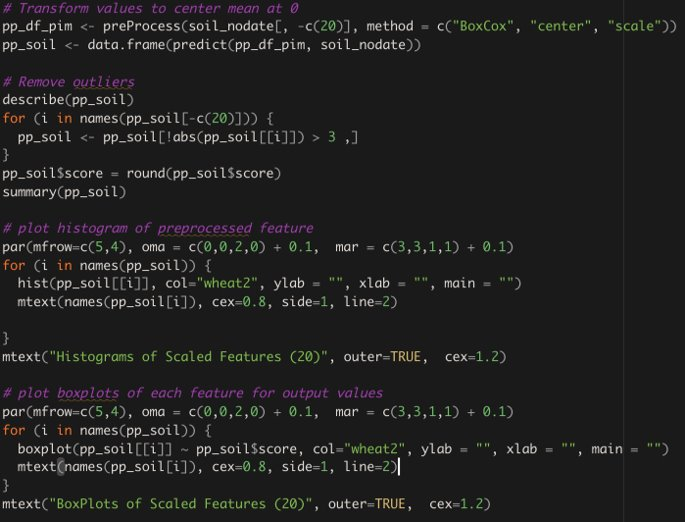 # Transform values to center mean at 0
pp_df_pim <- preProcess(soil_nodate[, -c(20)], method = c("BoxCox", "center", "scale"))
pp_soil <- data.frame(predict(pp_df_pim, soil_nodate))
# Remove outliers
describe(pp_soil)
for (i in names(pp_soil[-c(20)])) {
  pp_soil <- pp_soil[!abs(pp_soil[[i]]) > 3 ,]
}
pp_soil$score = round(pp_soil$score)
summary(pp_soil)
# plot histogram of preprocessed feature
par(mfrow=c(5,4), oma = c(0,0,2,0) + 0.1,  mar = c(3,3,1,1) + 0.1)
for (i in names(pp_soil)) {
  hist(pp_soil[[i]], col="wheat2", ylab = "", xlab = "", main = "")
  mtext(names(pp_soil[i]), cex=0.8, side=1, line=2)
}
mtext("Histograms of Scaled Features (20)", outer=TRUE,  cex=1.2)
# plot boxplots of each feature for output values
par(mfrow=c(5,4), oma = c(0,0,2,0) + 0.1,  mar = c(3,3,1,1) + 0.1)
for (i in names(pp_soil)) {
  boxplot(pp_soil[[i]] ~ pp_soil$score, col="wheat2", ylab = "", xlab = "", main = "")
  mtext(names(pp_soil[i]), cex=0.8, side=1, line=2)
}
mtext("BoxPlots of Scaled Features (20)", outer=TRUE,  cex=1.2)